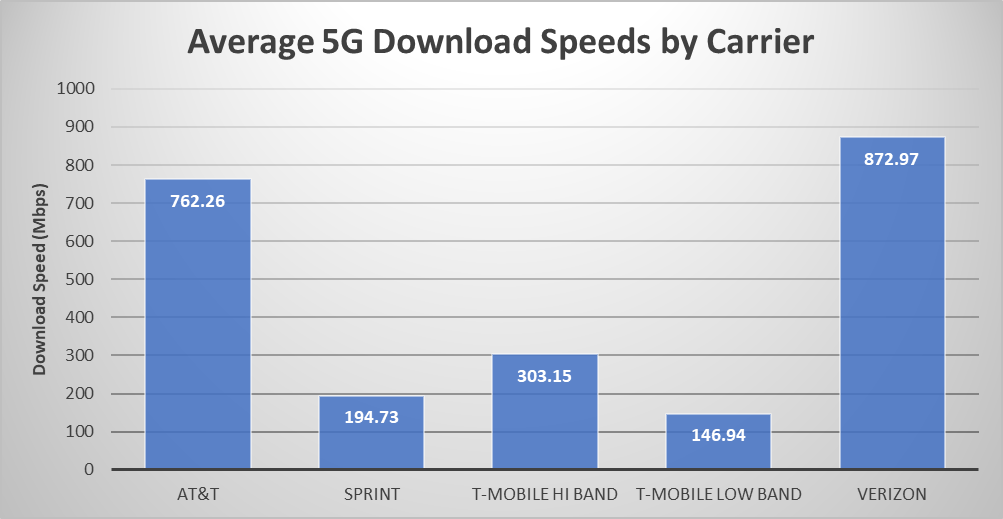 Average 5G Download Speeds by Carrier
Download Speed (Mbps)
1000
900
800
700
600
500
400
300
200
100
0
762.26
194.73
303.15
146.94
872.97
AT&T
SPRINT
T-MOBILE HI BAND
T-MOBILE LOW BAND
VERIZON